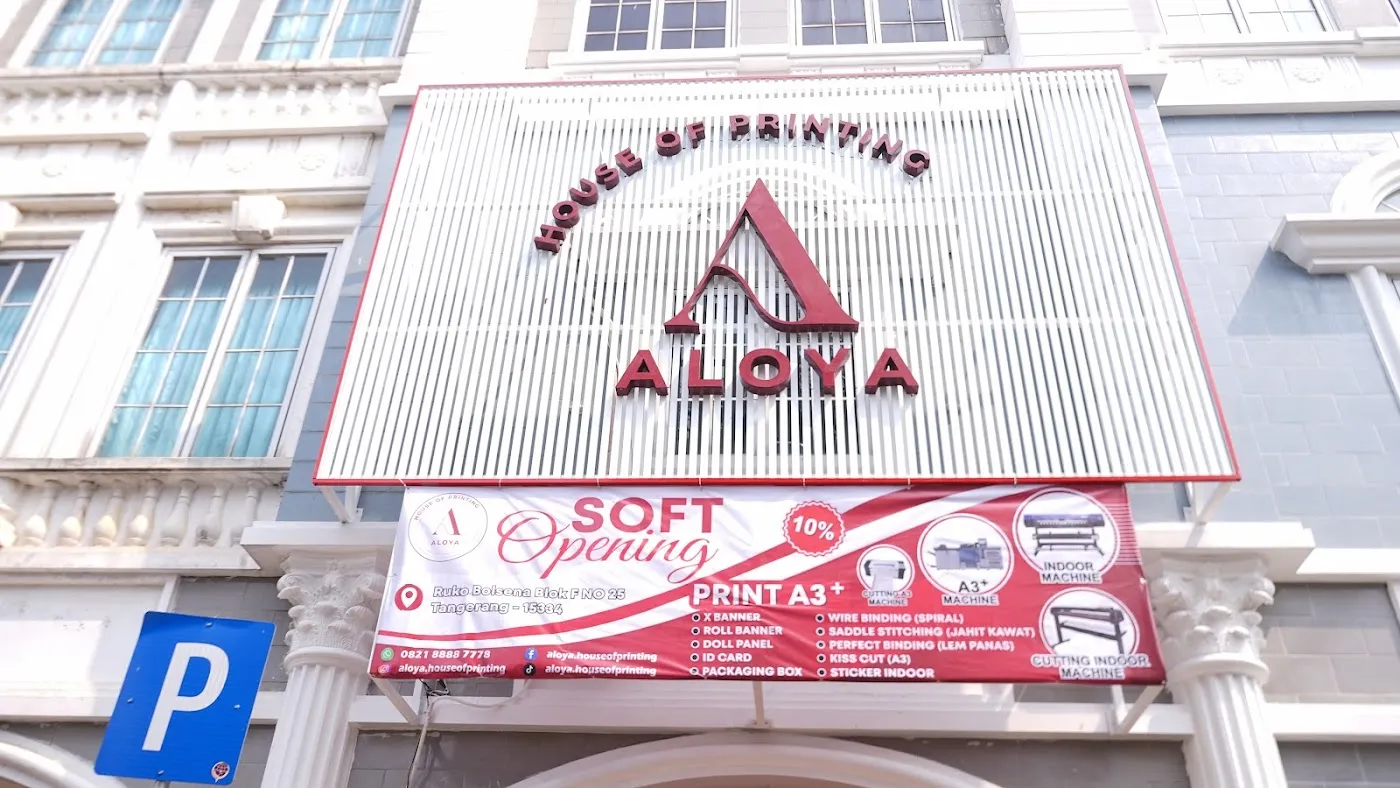 HOUSE OF PRINTING
A
ALOYA
HOUSE OF PRINTING
A
ALOYA
SOFT
Opening
10%
Ruko Bolsena Blok F NO 25
Tangerang - 15334
0821 8888 7778
aloya.houseofprinting
aloya.houseofprinting
aloya.houseofprinting
PRINT A3+
X BANNER
ROLL BANNER
DOLL PANEL
ID CARD
PACKAGING BOX
WIRE BINDING (SPIRAL)
SADDLE STITCHING (JAHIT KAWAT)
PERFECT BINDING (LEM PANAS)
KISS CUT (A3)
STICKER INDOOR
CUTTING A3
MACHINE
A3+
MACHINE
INDOOR
MACHINE
CUTTING INDOOR
MACHINE
P